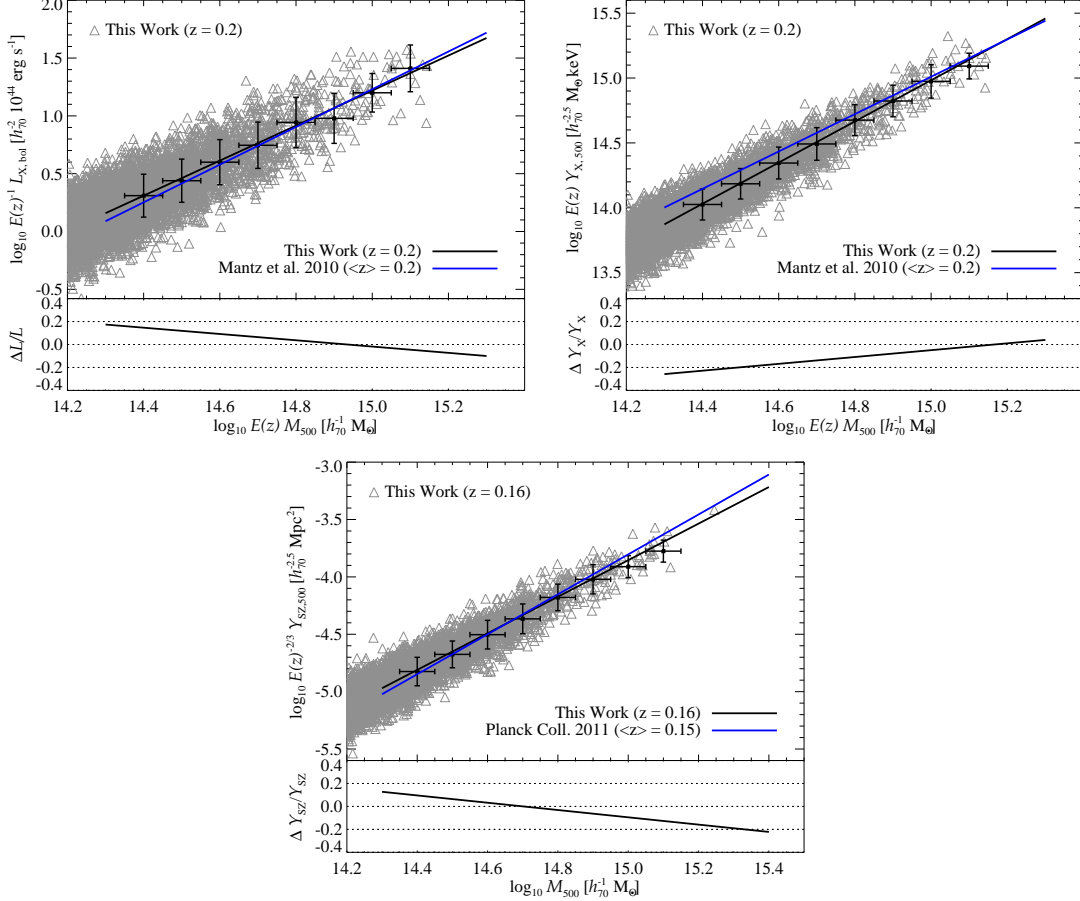 2.0
1.5
1.0
0.5
0.0
-0.5
log₁₀ E(z)⁻¹ L_X,bol [h₇₀⁻² 10⁴⁴ erg s⁻¹]
This Work (z = 0.2)
This Work (z = 0.2)
Mantz et al. 2010 (<z> = 0.2)
0.4
0.2
0.0
-0.2
-0.4
ΔL/L
14.2 14.4 14.6 14.8 15.0 15.2
log₁₀ E(z) M₅₀₀ [h₇₀⁻¹ M☉]
15.5
15.0
14.5
14.0
13.5
log₁₀ E(z) Y_X,500 [h₇₀⁻²·⁵ M☉ keV]
This Work (z = 0.2)
This Work (z = 0.2)
Mantz et al. 2010 (<z> = 0.2)
0.4
0.2
0.0
-0.2
-0.4
Δ Y_X/Y_X
14.2 14.4 14.6 14.8 15.0 15.2
log₁₀ E(z) M₅₀₀ [h₇₀⁻¹ M☉]
-3.0
-3.5
-4.0
-4.5
-5.0
-5.5
log₁₀ E(z)⁻²/³ Y_SZ,500 [h₇₀⁻²·⁵ Mpc²]
This Work (z = 0.16)
This Work (z = 0.16)
Planck Coll. 2011 (<z> = 0.15)
0.4
0.2
0.0
-0.2
-0.4
Δ Y_SZ/Y_SZ
14.2 14.4 14.6 14.8 15.0 15.2 15.4
log₁₀ M₅₀₀ [h₇₀⁻¹ M☉]